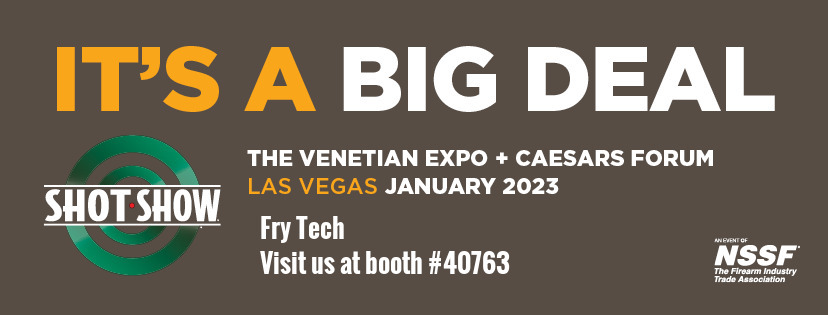 IT'S A BIG DEAL
THE VENETIAN EXPO + CAESARS FORUM
LAS VEGAS JANUARY 2023
SHOT•SHOW
Fry Tech
Visit us at booth #40763
AN EVENT OF
NSSF®
The Firearm Industry
Trade Association